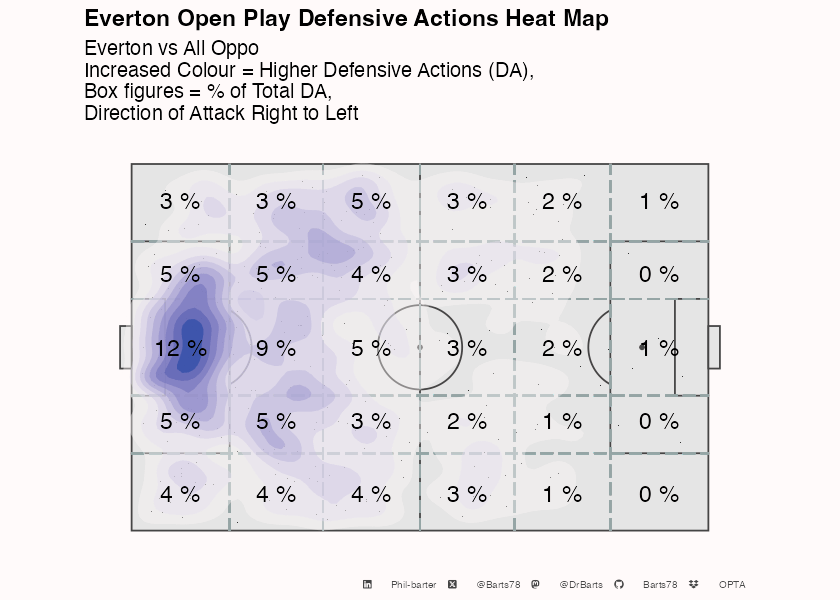 Everton Open Play Defensive Actions Heat Map
Everton vs All Oppo
Increased Colour = Higher Defensive Actions (DA),
Box figures = % of Total DA,
Direction of Attack Right to Left
3 % 3 % 5 % 3 % 2 % 1 %
5 % 5 % 4 % 3 % 2 % 0 %
12 % 9 % 5 % 3 % 2 % 1 %
5 % 5 % 3 % 2 % 1 % 0 %
4 % 4 % 4 % 3 % 1 % 0 %
Phil-barter @Barts78 @DrBarts Barts78 OPTA